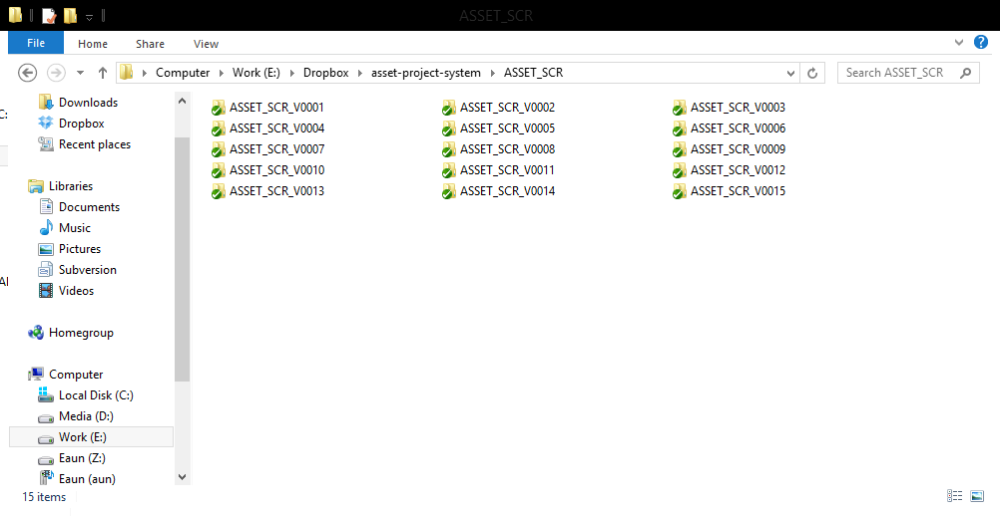 ASSET_SCR
File Home Share View
Computer Work (E:) Dropbox asset-project-system ASSET_SCR Search ASSET_SCR
Downloads
C:
Dropbox
Recent places
Libraries
Documents
Music
Pictures
Subversion
Videos
Homegroup
Computer
Local Disk (C:)
Media (D:)
Work (E:)
Eaun (Z:)
Eaun (aun)
ASSET_SCR_V0001 ASSET_SCR_V0002 ASSET_SCR_V0003
ASSET_SCR_V0004 ASSET_SCR_V0005 ASSET_SCR_V0006
ASSET_SCR_V0007 ASSET_SCR_V0008 ASSET_SCR_V0009
ASSET_SCR_V0010 ASSET_SCR_V0011 ASSET_SCR_V0012
ASSET_SCR_V0013 ASSET_SCR_V0014 ASSET_SCR_V0015
15 items